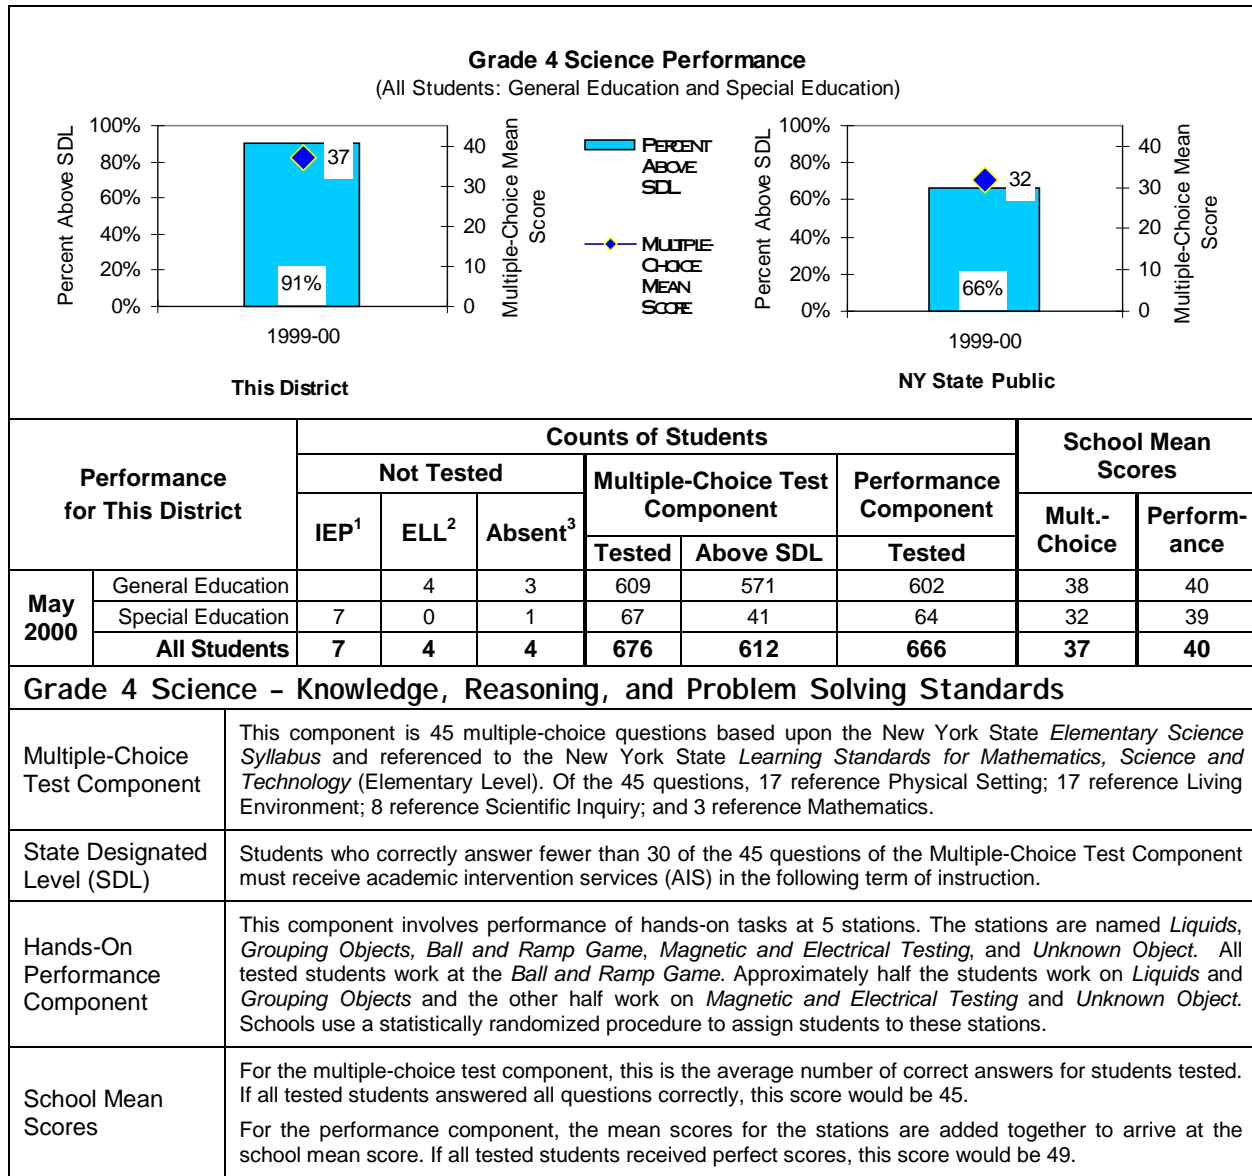 Grade 4 Science Performance
(All Students: General Education and Special Education)
Percent Above SDL
100%
80%
60%
40%
20%
0%
37
91%
40
30
20
10
0
Multiple-Choice Mean Score
1999-00
This District
PERCENT ABOVE SDL
MULTIPLE-CHOICE MEAN SCORE
Percent Above SDL
100%
80%
60%
40%
20%
0%
32
66%
40
30
20
10
0
Multiple-Choice Mean Score
1999-00
NY State Public
Performance for This District
Counts of Students
School Mean Scores
Not Tested
Multiple-Choice Test Component
Performance Component
IEP1 ELL2 Absent3 Tested Above SDL Tested Mult.-Choice Perform-ance
May 2000
General Education 4 3 609 571 602 38 40
Special Education 7 0 1 67 41 64 32 39
All Students 7 4 4 676 612 666 37 40
Grade 4 Science – Knowledge, Reasoning, and Problem Solving Standards
Multiple-Choice
Test Component
This component is 45 multiple-choice questions based upon the New York State Elementary Science
Syllabus and referenced to the New York State Learning Standards for Mathematics, Science and
Technology (Elementary Level). Of the 45 questions, 17 reference Physical Setting; 17 reference Living
Environment; 8 reference Scientific Inquiry; and 3 reference Mathematics.
State Designated
Level (SDL)
Students who correctly answer fewer than 30 of the 45 questions of the Multiple-Choice Test Component
must receive academic intervention services (AIS) in the following term of instruction.
Hands-On
Performance
Component
This component involves performance of hands-on tasks at 5 stations. The stations are named Liquids,
Grouping Objects, Ball and Ramp Game, Magnetic and Electrical Testing, and Unknown Object. All
tested students work at the Ball and Ramp Game. Approximately half the students work on Liquids and
Grouping Objects and the other half work on Magnetic and Electrical Testing and Unknown Object.
Schools use a statistically randomized procedure to assign students to these stations.
School Mean
Scores
For the multiple-choice test component, this is the average number of correct answers for students tested.
If all tested students answered all questions correctly, this score would be 45.
For the performance component, the mean scores for the stations are added together to arrive at the
school mean score. If all tested students received perfect scores, this score would be 49.